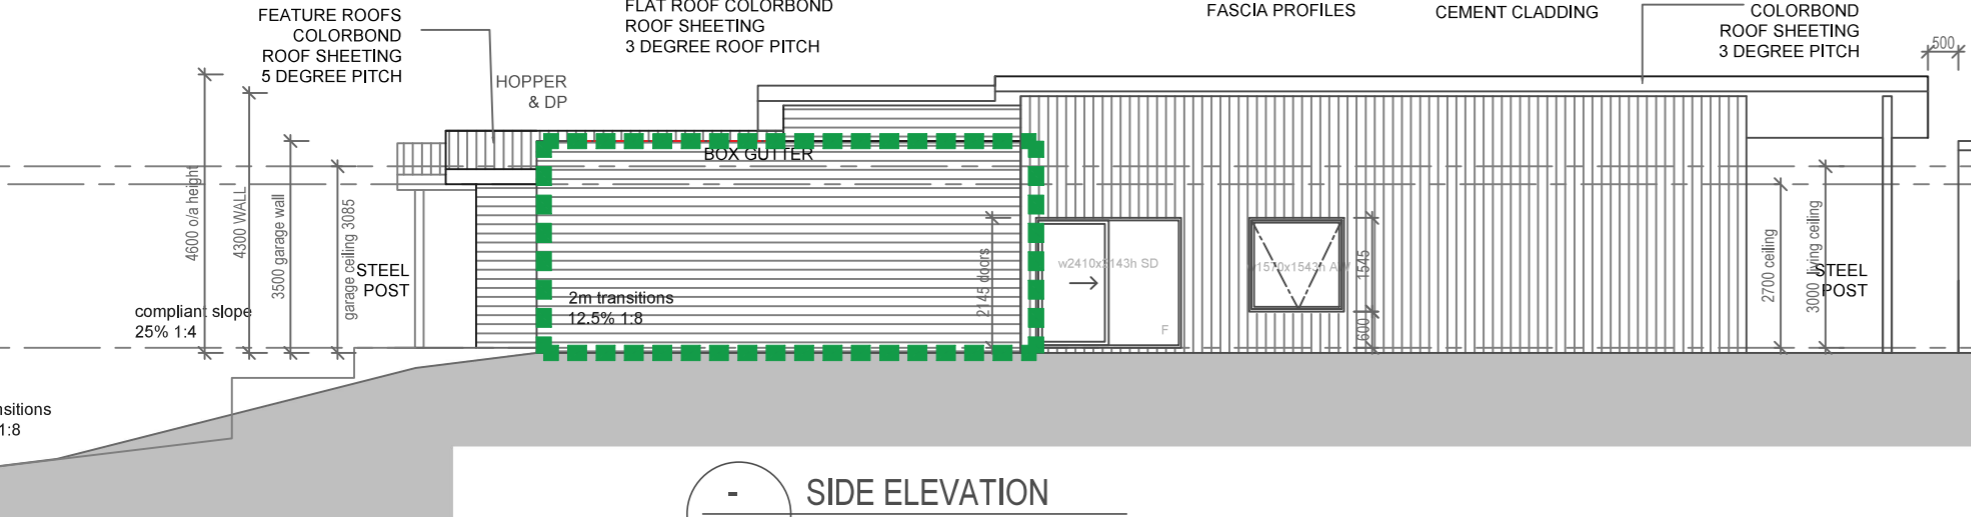 FEATURE ROOFS
COLORBOND
ROOF SHEETING
5 DEGREE PITCH
FLAT ROOF COLORBOND
ROOF SHEETING
3 DEGREE ROOF PITCH
FASCIA PROFILES
CEMENT CLADDING
COLORBOND
ROOF SHEETING
3 DEGREE PITCH
500
HOPPER
& DP
BOX GUTTER
4600 o/a height
4300 WALL
3500 garage wall
garage ceiling 3085
STEEL
POST
compliant slope
25% 1:4
2m transitions
12.5% 1:8
2145 doors
w2410x2143h SD
F
1545
600
2700 ceiling
3000 living ceiling
STEEL
POST
1:8
-
SIDE ELEVATION